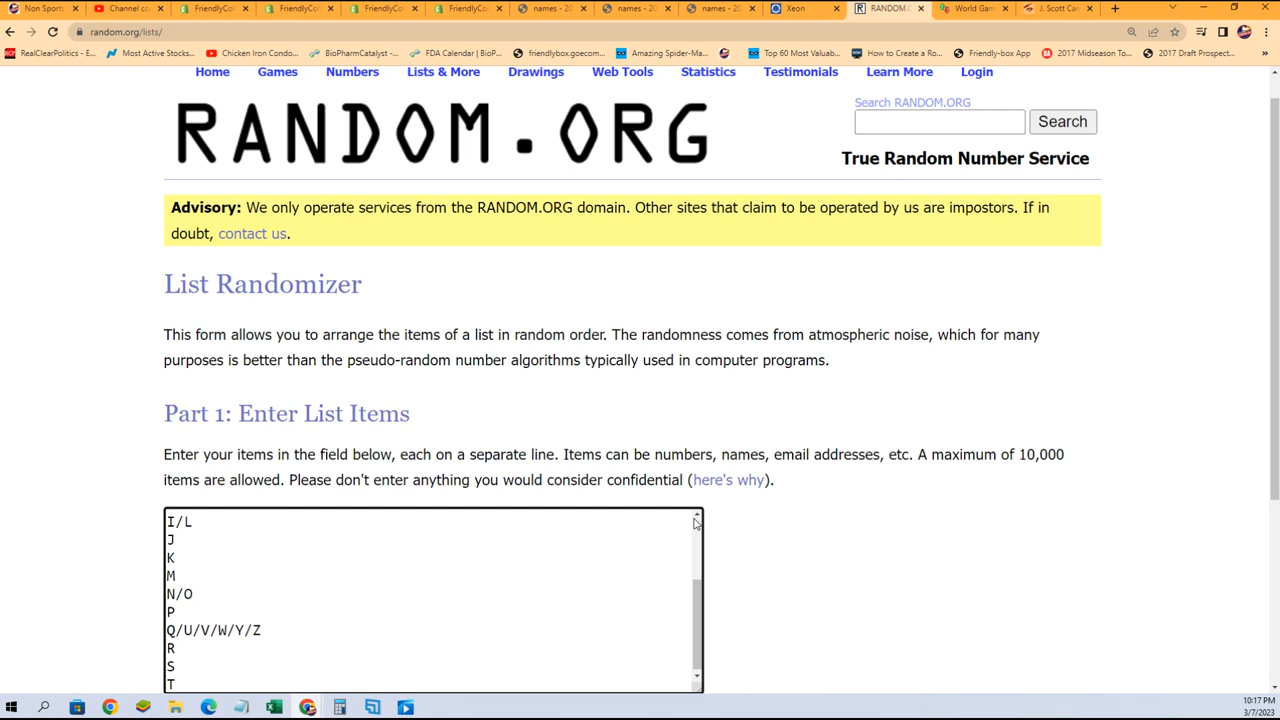 Non Sports
Channel co
FriendlyCol
FriendlyCol
FriendlyCol
FriendlyCol
names - 20
names - 20
names - 20
Xeon
RANDOM.O
World Gam
J. Scott Cam
random.org/lists/
RealClearPolitics - E...
Most Active Stocks...
Chicken Iron Condo...
BioPharmCatalyst -...
FDA Calendar | BioP...
friendlybox.goecom...
Amazing Spider-Ma...
Top 60 Most Valuab...
How to Create a Ro...
Friendly-box App
2017 Midseason To...
2017 Draft Prospect...
»
Home Games Numbers Lists & More Drawings Web Tools Statistics Testimonials Learn More Login
RANDOM.ORG
Search RANDOM.ORG
Search
True Random Number Service
Advisory: We only operate services from the RANDOM.ORG domain. Other sites that claim to be operated by us are impostors. If in
doubt, contact us.
List Randomizer
This form allows you to arrange the items of a list in random order. The randomness comes from atmospheric noise, which for many
purposes is better than the pseudo-random number algorithms typically used in computer programs.
Part 1: Enter List Items
Enter your items in the field below, each on a separate line. Items can be numbers, names, email addresses, etc. A maximum of 10,000
items are allowed. Please don't enter anything you would consider confidential (here's why).
I/L
J
K
M
N/O
P
Q/U/V/W/Y/Z
R
S
T
10:17 PM
3/7/2023